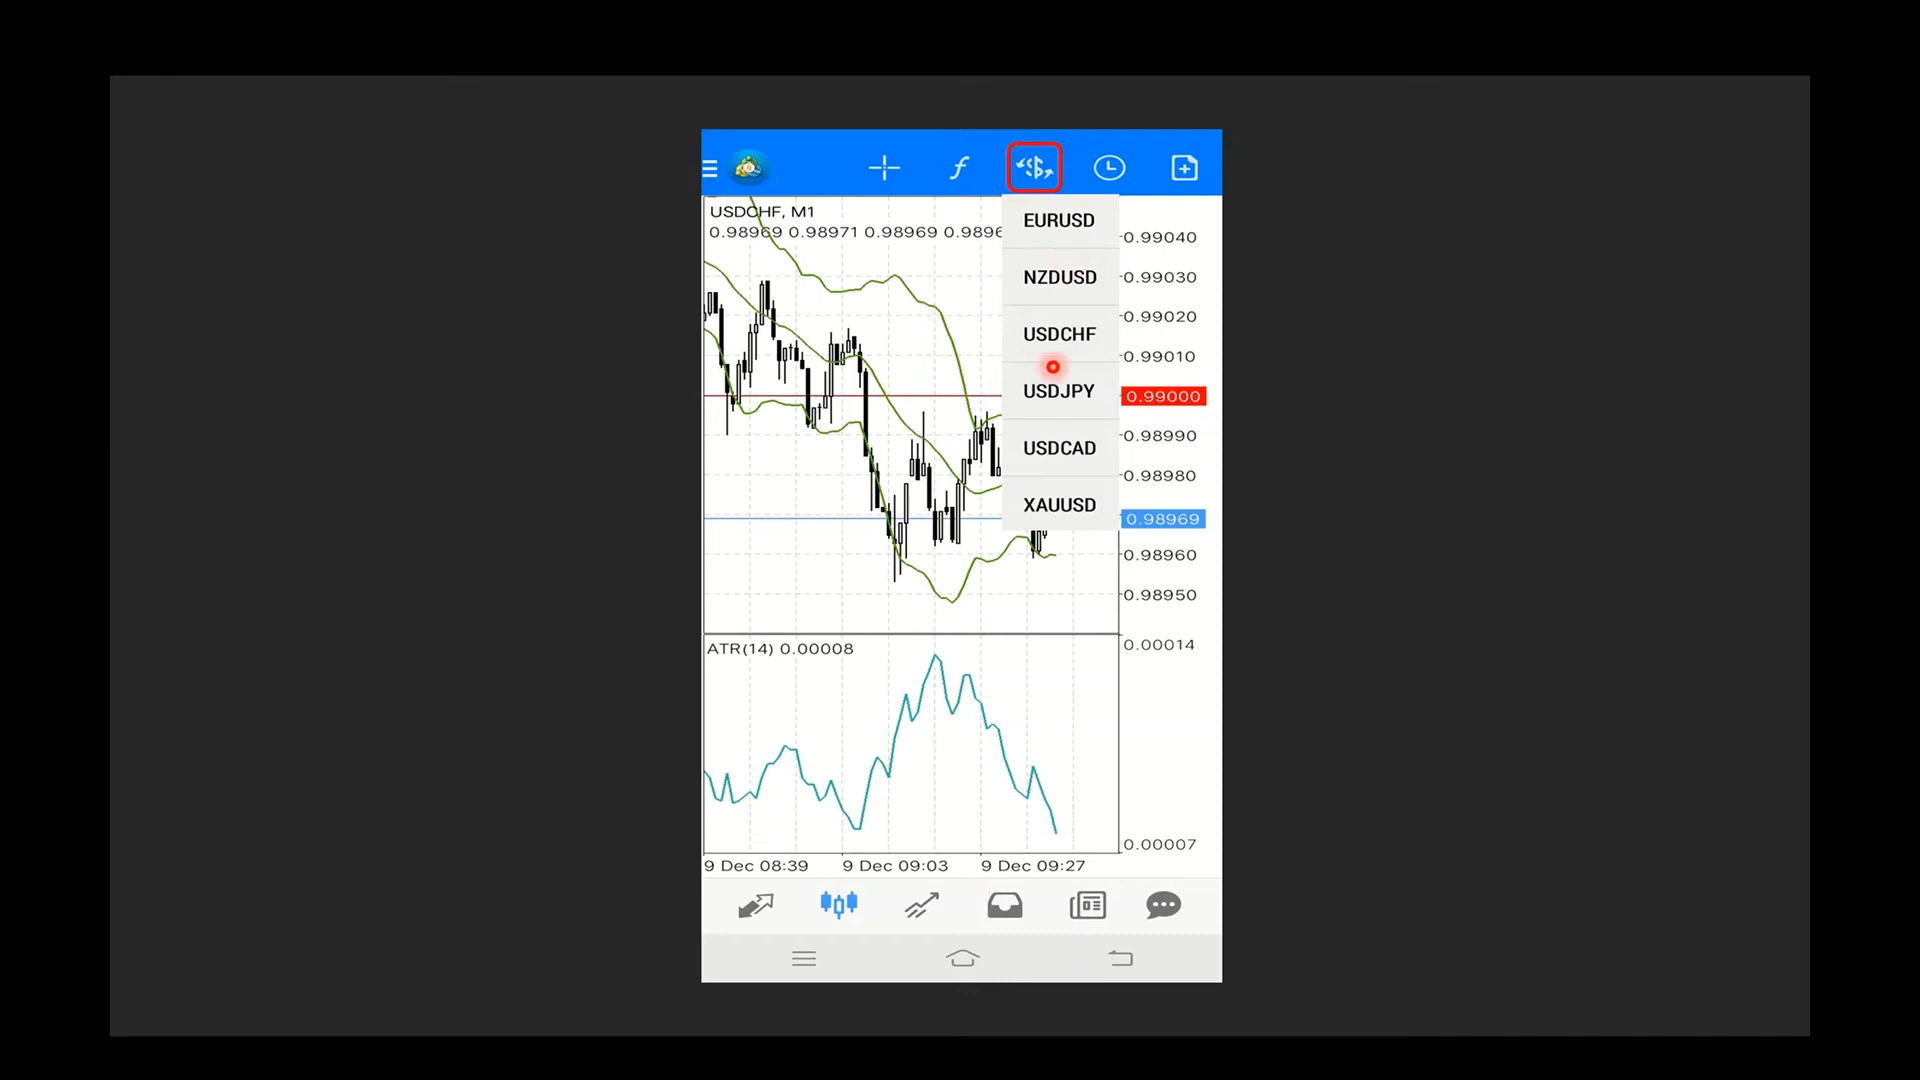 USDCHF, M1
0.98969 0.98971 0.98969 0.9896
EURUSD
NZDUSD
USDCHF
USDJPY
USDCAD
XAUUSD
0.99040
0.99030
0.99020
0.99010
0.99000
0.98990
0.98980
0.98969
0.98960
0.98950
ATR(14) 0.00008
0.00014
0.00007
9 Dec 08:39 9 Dec 09:03 9 Dec 09:27